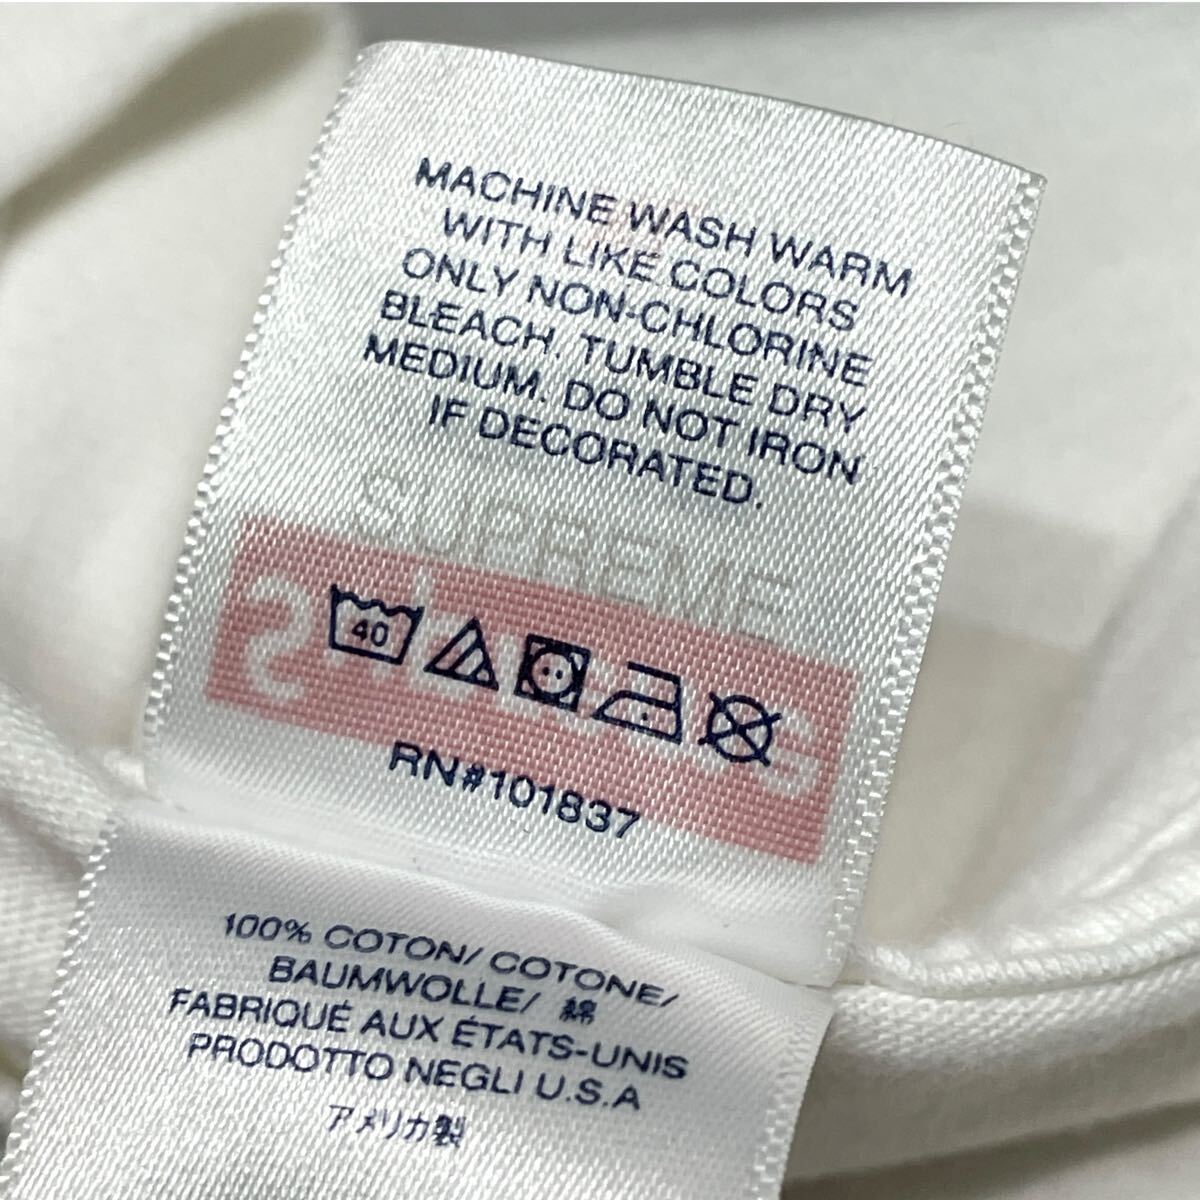 MACHINE WASH WARM
WITH LIKE COLORS
ONLY NON-CHLORINE
BLEACH. TUMBLE DRY
MEDIUM. DO NOT IRON
IF DECORATED.
SUPREME
40
RN#101837
100% COTON/ COTONE/
BAUMWOLLE/ 綿
FABRIQUÉ AUX ÉTATS-UNIS
PRODOTTO NEGLI U.S.A
アメリカ製